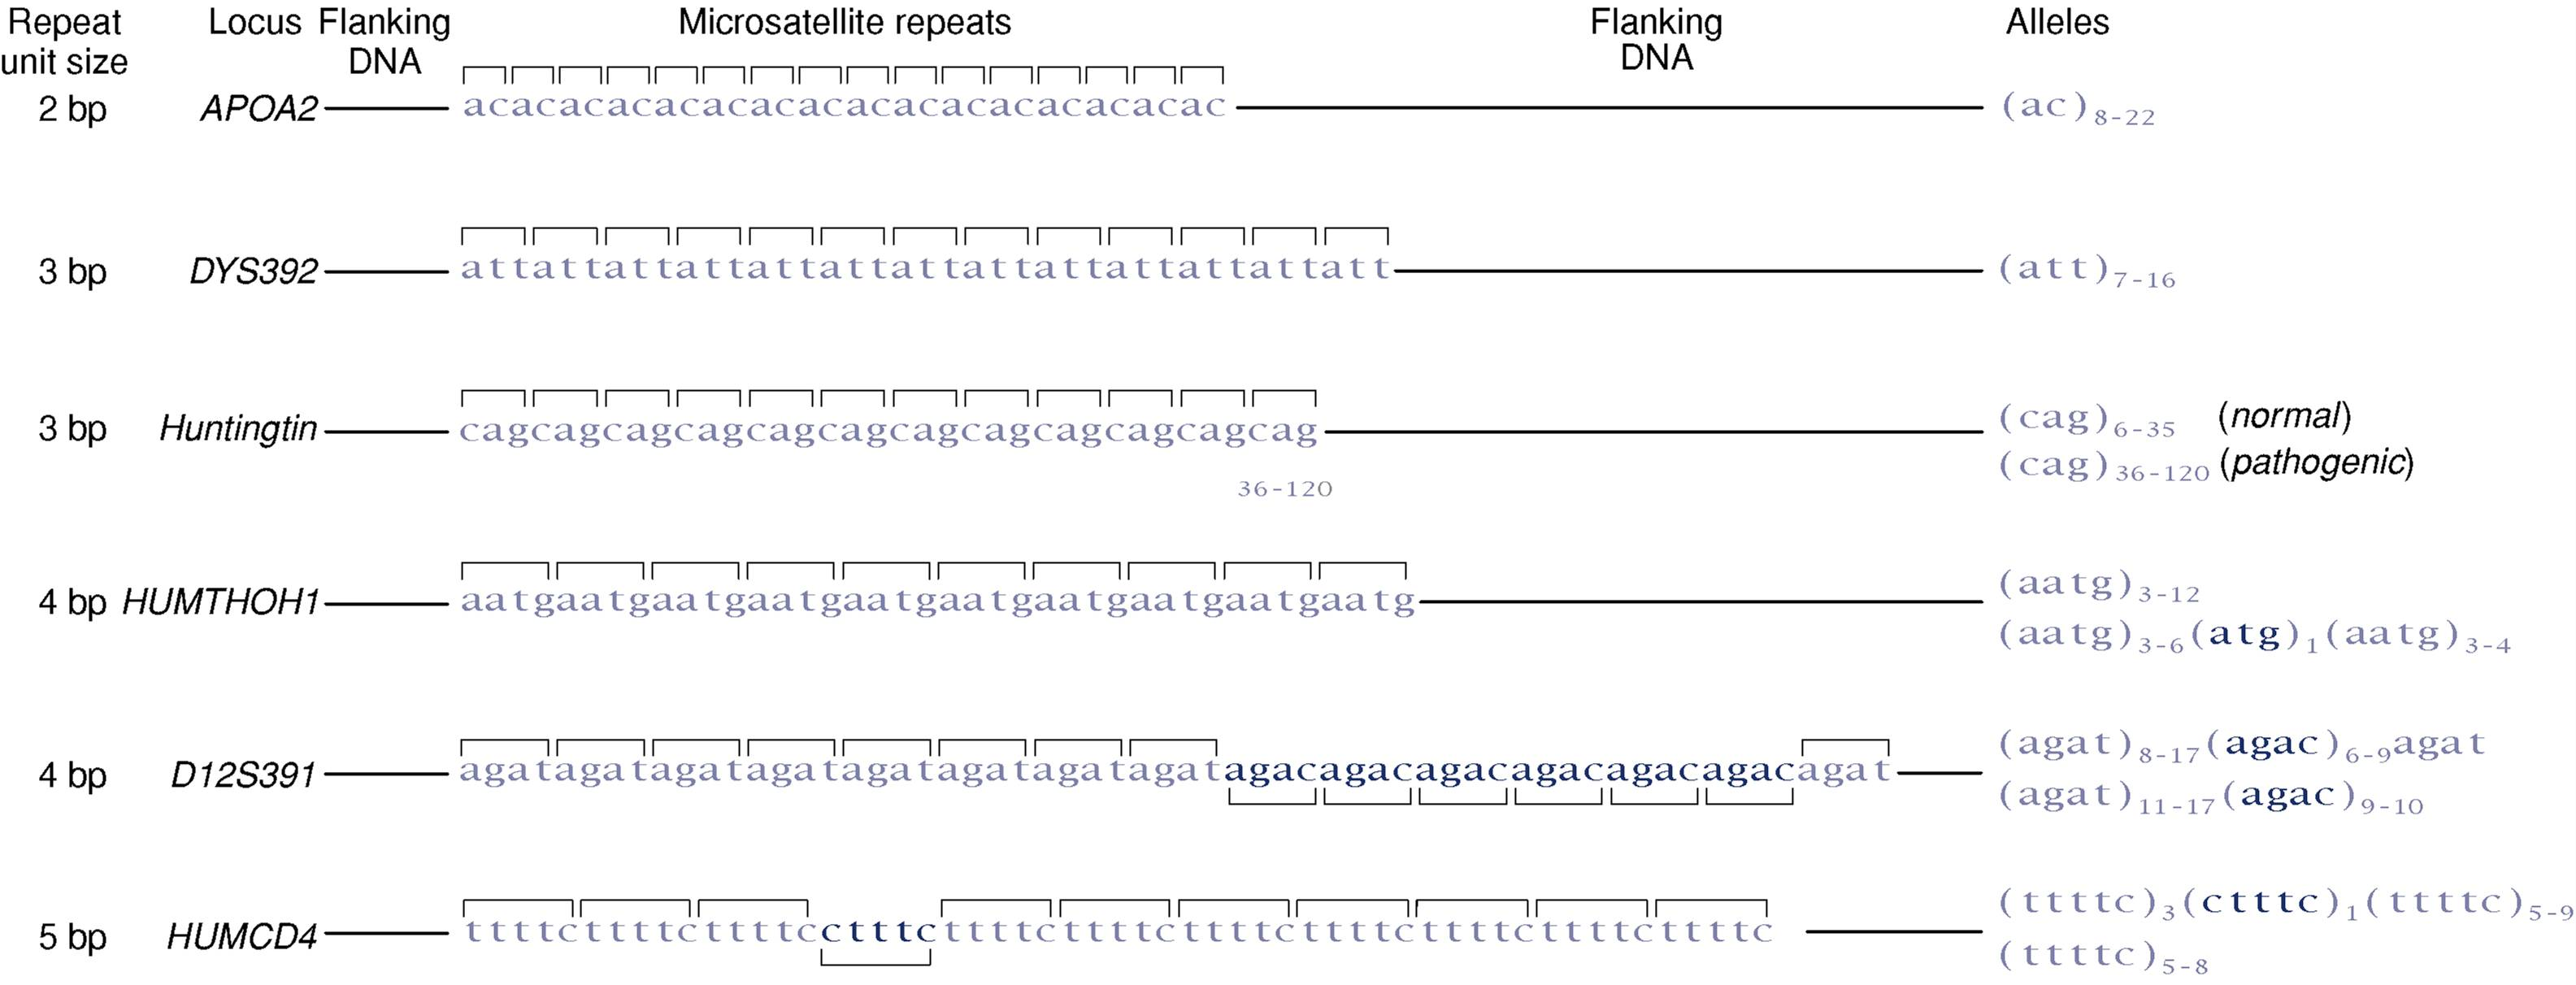 Repeat unit size Locus Flanking DNA Microsatellite repeats Flanking DNA Alleles
2 bp APOA2 acacacacacacacacacacacacacacacac (ac)8-22
3 bp DYS392 attattattattattattattattattattattattatt (att)7-16
3 bp Huntingtin cagcagcagcagcagcagcagcagcagcagcagcag (cag)6-35 (normal)
(cag)36-120 (pathogenic)
36-120
4 bp HUMTHOH1 aatgaatgaatgaatgaatgaatgaatgaatgaatgaatg (aatg)3-12
(aatg)3-6(atg)1(aatg)3-4
4 bp D12S391 agatagatagatagatagatagatagatagatagacagacagacagacagacagacagat (agat)8-17(agac)6-9agat
(agat)11-17(agac)9-10
5 bp HUMCD4 ttttcttttcttttcctttcttttcttttcttttcttttcttttcttttcttttc (ttttc)3(ctttc)1(ttttc)5-9
(ttttc)5-8